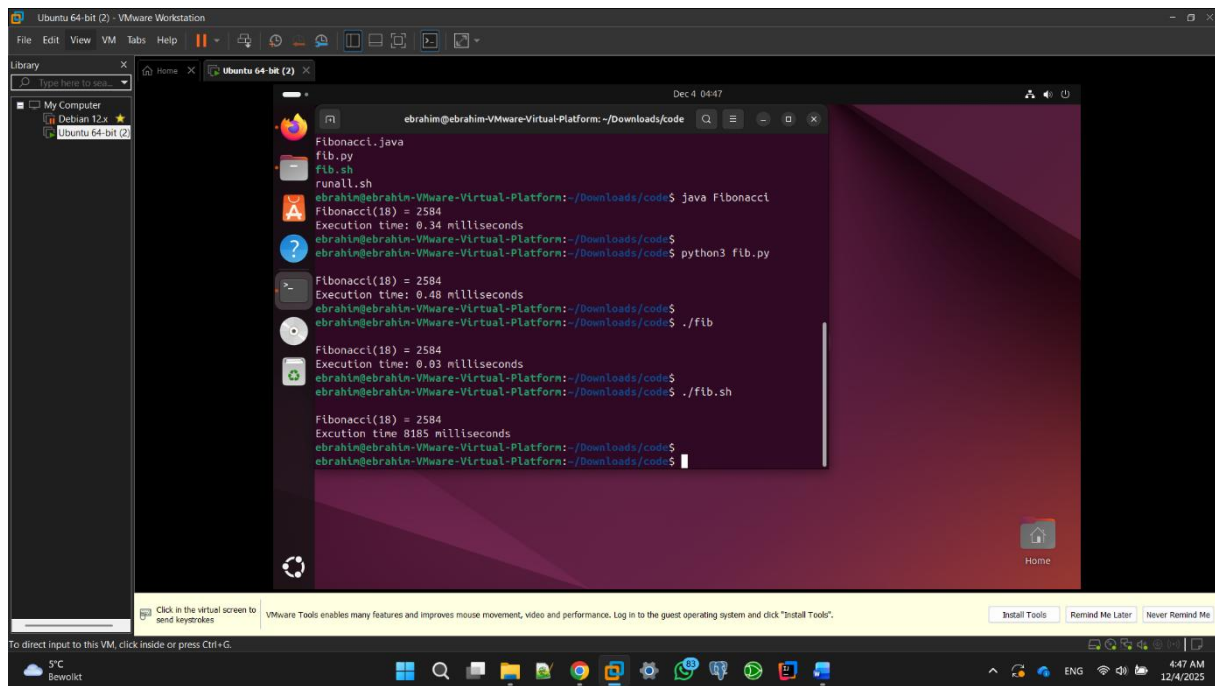 Ubuntu 64-bit (2) - VMware Workstation
File Edit View VM Tabs Help
Library X
Type here to sea...
My Computer
Debian 12.x
Ubuntu 64-bit (2)
Home X Ubuntu 64-bit (2) X
Dec 4 04:47
ebrahim@ebrahim-VMware-Virtual-Platform: ~/Downloads/code
Fibonacci.java
fib.py
fib.sh
runall.sh
ebrahim@ebrahim-VMware-Virtual-Platform:~/Downloads/code$ java Fibonacci
Fibonacci(18) = 2584
Execution time: 0.34 milliseconds
ebrahim@ebrahim-VMware-Virtual-Platform:~/Downloads/code$
ebrahim@ebrahim-VMware-Virtual-Platform:~/Downloads/code$ python3 fib.py
Fibonacci(18) = 2584
Execution time: 0.48 milliseconds
ebrahim@ebrahim-VMware-Virtual-Platform:~/Downloads/code$
ebrahim@ebrahim-VMware-Virtual-Platform:~/Downloads/code$ ./fib
Fibonacci(18) = 2584
Execution time: 0.03 milliseconds
ebrahim@ebrahim-VMware-Virtual-Platform:~/Downloads/code$
ebrahim@ebrahim-VMware-Virtual-Platform:~/Downloads/code$ ./fib.sh
Fibonacci(18) = 2584
Excution time 8185 milliseconds
ebrahim@ebrahim-VMware-Virtual-Platform:~/Downloads/code$
ebrahim@ebrahim-VMware-Virtual-Platform:~/Downloads/code$
Home
Click in the virtual screen to
send keystrokes
VMware Tools enables many features and improves mouse movement, video and performance. Log in to the guest operating system and click "Install Tools".
Install Tools Remind Me Later Never Remind Me
To direct input to this VM, click inside or press Ctrl+G.
5°C
Bewolkt
83
ENG
4:47 AM
12/4/2025